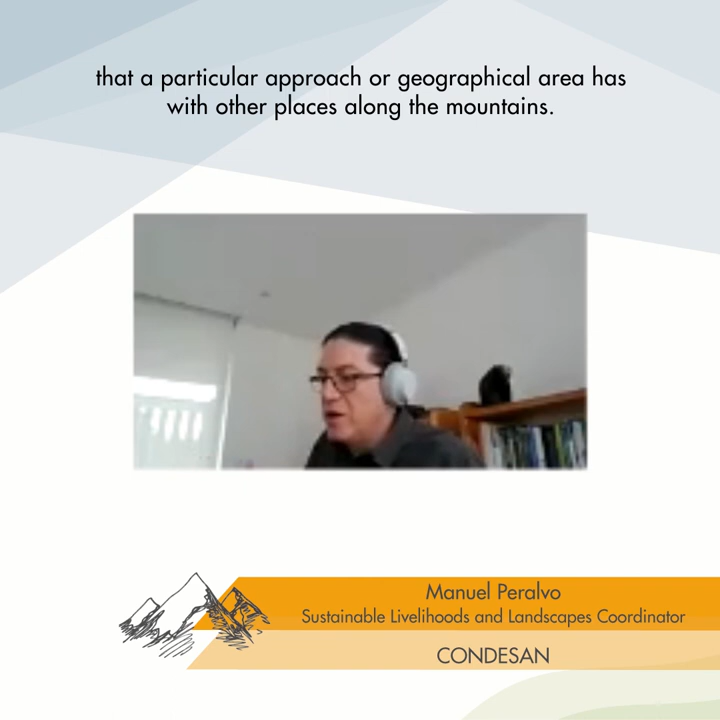 that a particular approach or geographical area has
with other places along the mountains.
Manuel Peralvo
Sustainable Livelihoods and Landscapes Coordinator
CONDESAN